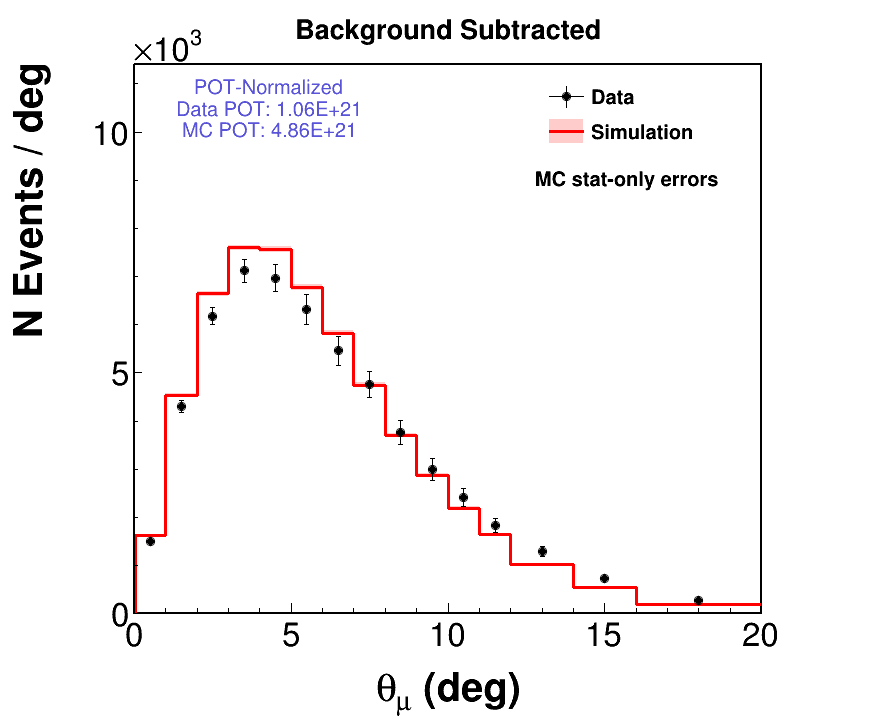 Background Subtracted
×10³
POT-Normalized
Data POT: 1.06E+21
MC POT: 4.86E+21
Data
Simulation
MC stat-only errors
N Events / deg
10
5
0
0 5 10 15 20
θμ (deg)